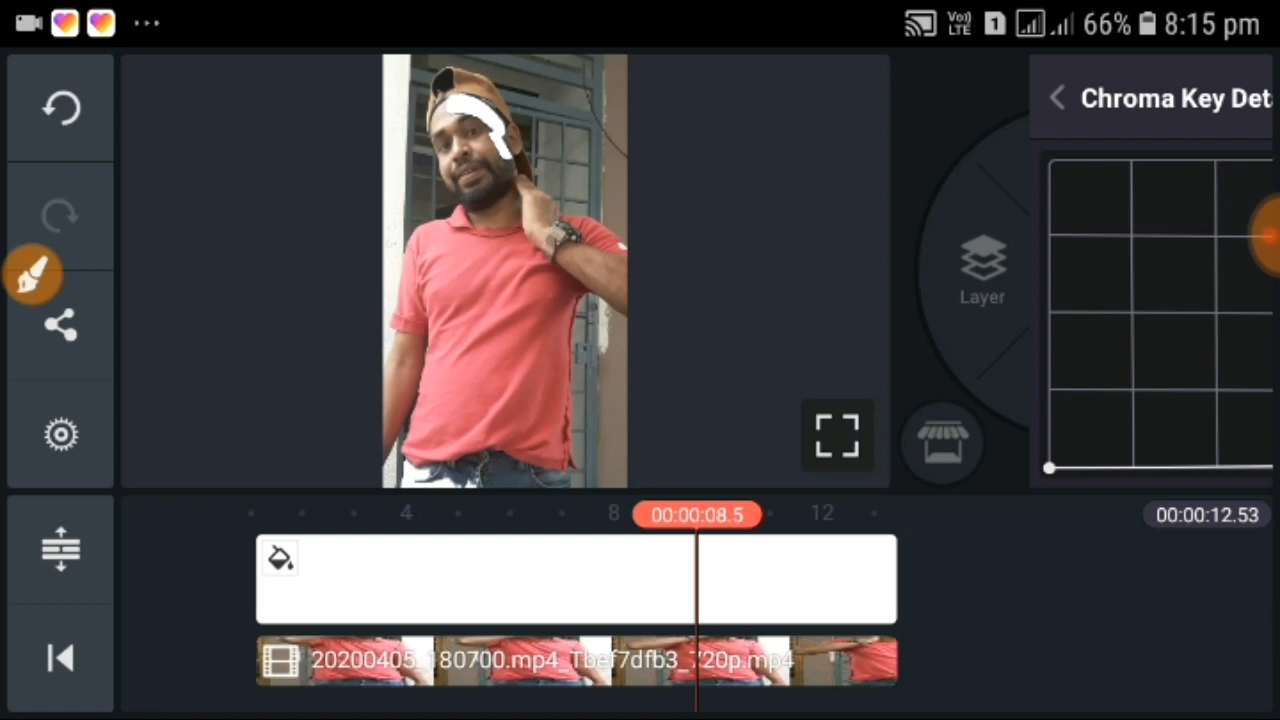 Vo))
LTE
1
66%
8:15 pm
Chroma Key Det
Layer
4
8
00:00:08.5
12
00:00:12.53
20200405_180700.mp4_Tbef7dfb3_720p.mp4